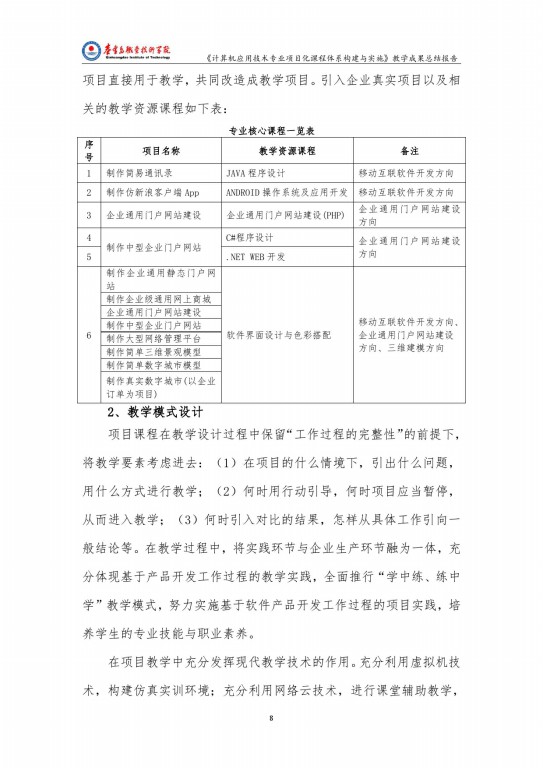 秦皇岛职业技术学院
Qinhuangdao Institute of Technology
《计算机应用技术专业项目化课程体系构建与实施》教学成果总结报告
项目直接用于教学，共同改造成教学项目。引入企业真实项目以及相
关的教学资源课程如下表：
专业核心课程一览表
序号 项目名称 教学资源课程 备注
1 制作简易通讯录 JAVA 程序设计 移动互联软件开发方向
2 制作仿新浪客户端 App ANDROID 操作系统及应用开发 移动互联软件开发方向
3 企业通用门户网站建设 企业通用门户网站建设(PHP) 企业通用门户网站建设
方向
4 制作中型企业门户网站 C#程序设计 企业通用门户网站建设
5 .NET WEB 开发 方向
制作企业通用静态门户网
站
制作企业级通用网上商城
企业通用门户网站建设
制作中型企业门户网站
6 制作大型网络管理平台 软件界面设计与色彩搭配 移动互联软件开发方向、
企业通用门户网站建设
方向、三维建模方向
制作简单三维景观模型
制作简单数字城市模型
制作真实数字城市(以企业
订单为项目)
2、教学模式设计
项目课程在教学设计过程中保留“工作过程的完整性”的前提下，
将教学要素考虑进去：（1）在项目的什么情境下，引出什么问题，
用什么方式进行教学；（2）何时用行动引导，何时项目应当暂停，
从而进入教学；（3）何时引入对比的结果，怎样从具体工作引向一
般结论等。在教学过程中，将实践环节与企业生产环节融为一体，充
分体现基于产品开发工作过程的教学实践，全面推行“学中练、练中
学”教学模式，努力实施基于软件产品开发工作过程的项目实践，培
养学生的专业技能与职业素养。
在项目教学中充分发挥现代教学技术的作用。充分利用虚拟机技
术，构建仿真实训环境；充分利用网络云技术，进行课堂辅助教学，
8